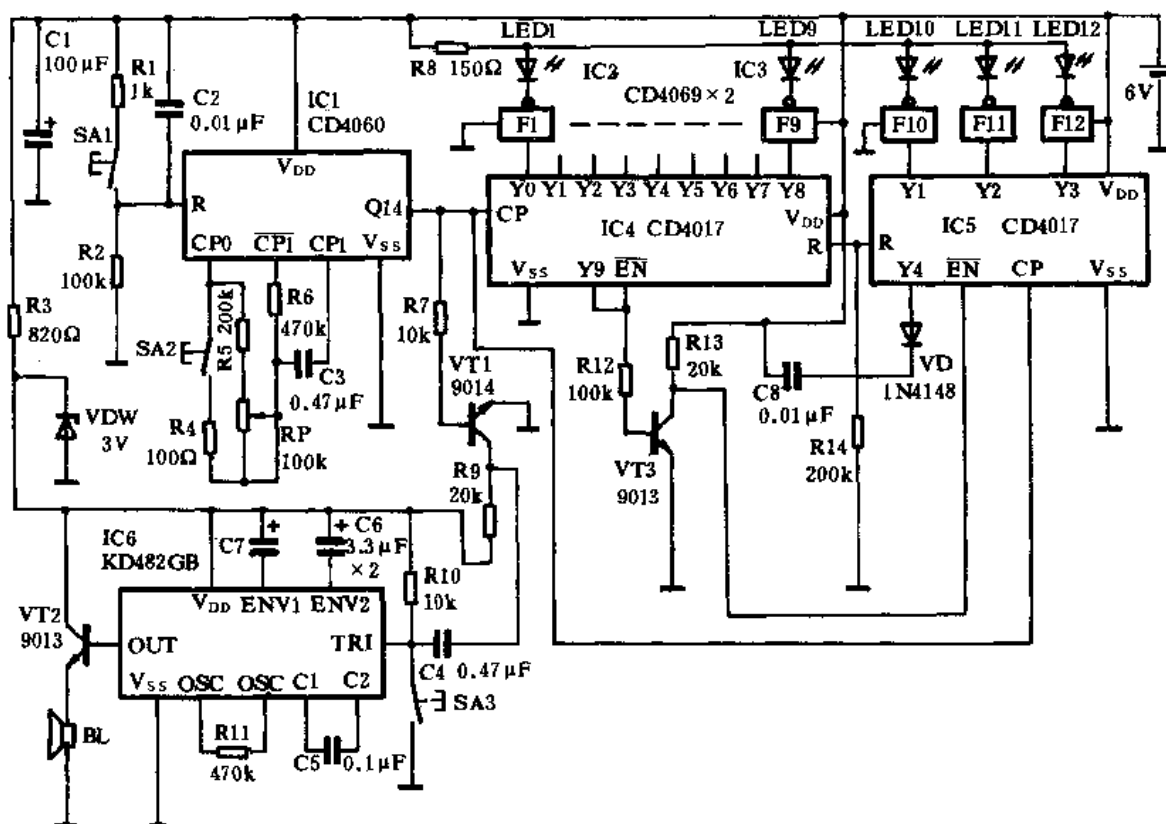 C1
100μF
R1
1k
C2
0.01μF
SA1
IC1
CD4060
R8 150Ω
LED1
IC2
LED9
IC3
CD4069×2
LED10
LED11
LED12
6V
F1
F9
F10
F11
F12
VDD
R
Q14
CP0
CP1
CP1
VSS
Y0
Y1
Y2
Y3
Y4
Y5
Y6
Y7
Y8
CP
IC4 CD4017
VDD
R
VSS
Y9
EN
Y1
Y2
Y3
VDD
IC5 CD4017
R
Y4
EN
CP
VSS
R2
100k
R3
820Ω
SA2
R5 200k
R6
470k
C3
0.47μF
R4
100Ω
RP
100k
VDW
3V
R7
10k
VT1
9014
R9
20k
R12
100k
R13
20k
VT3
9013
C8
0.01μF
VD
1N4148
R14
200k
IC6
KD482GB
C7
+
C6
3.3μF
×2
+
R10
10k
VT2
9013
VDD
ENV1
ENV2
OUT
TRI
VSS
OSC
OSC
C1
C2
C4 0.47μF
SA3
BL
R11
470k
C5
0.1μF
+